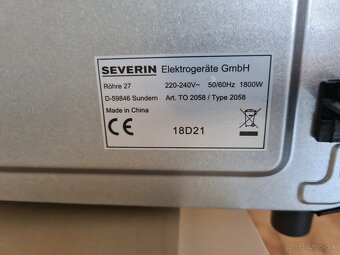 SEVERIN Elektrogeräte GmbH
Röhre 27 220-240V~ 50/60Hz 1800W
D-59846 Sundern Art. TO 2058 / Type 2058
Made in China
CE
18D21